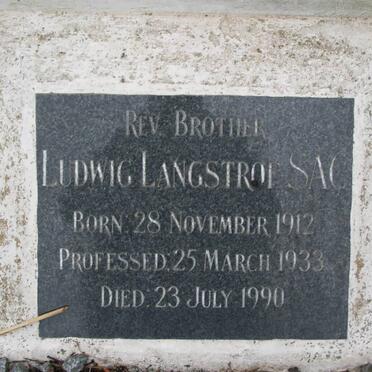 REV. BROTHER
LUDWIG LANGSTROF SAC
BORN: 28 NOVEMBER 1912
PROFESSED: 25 MARCH 1933
DIED: 23 JULY 1990